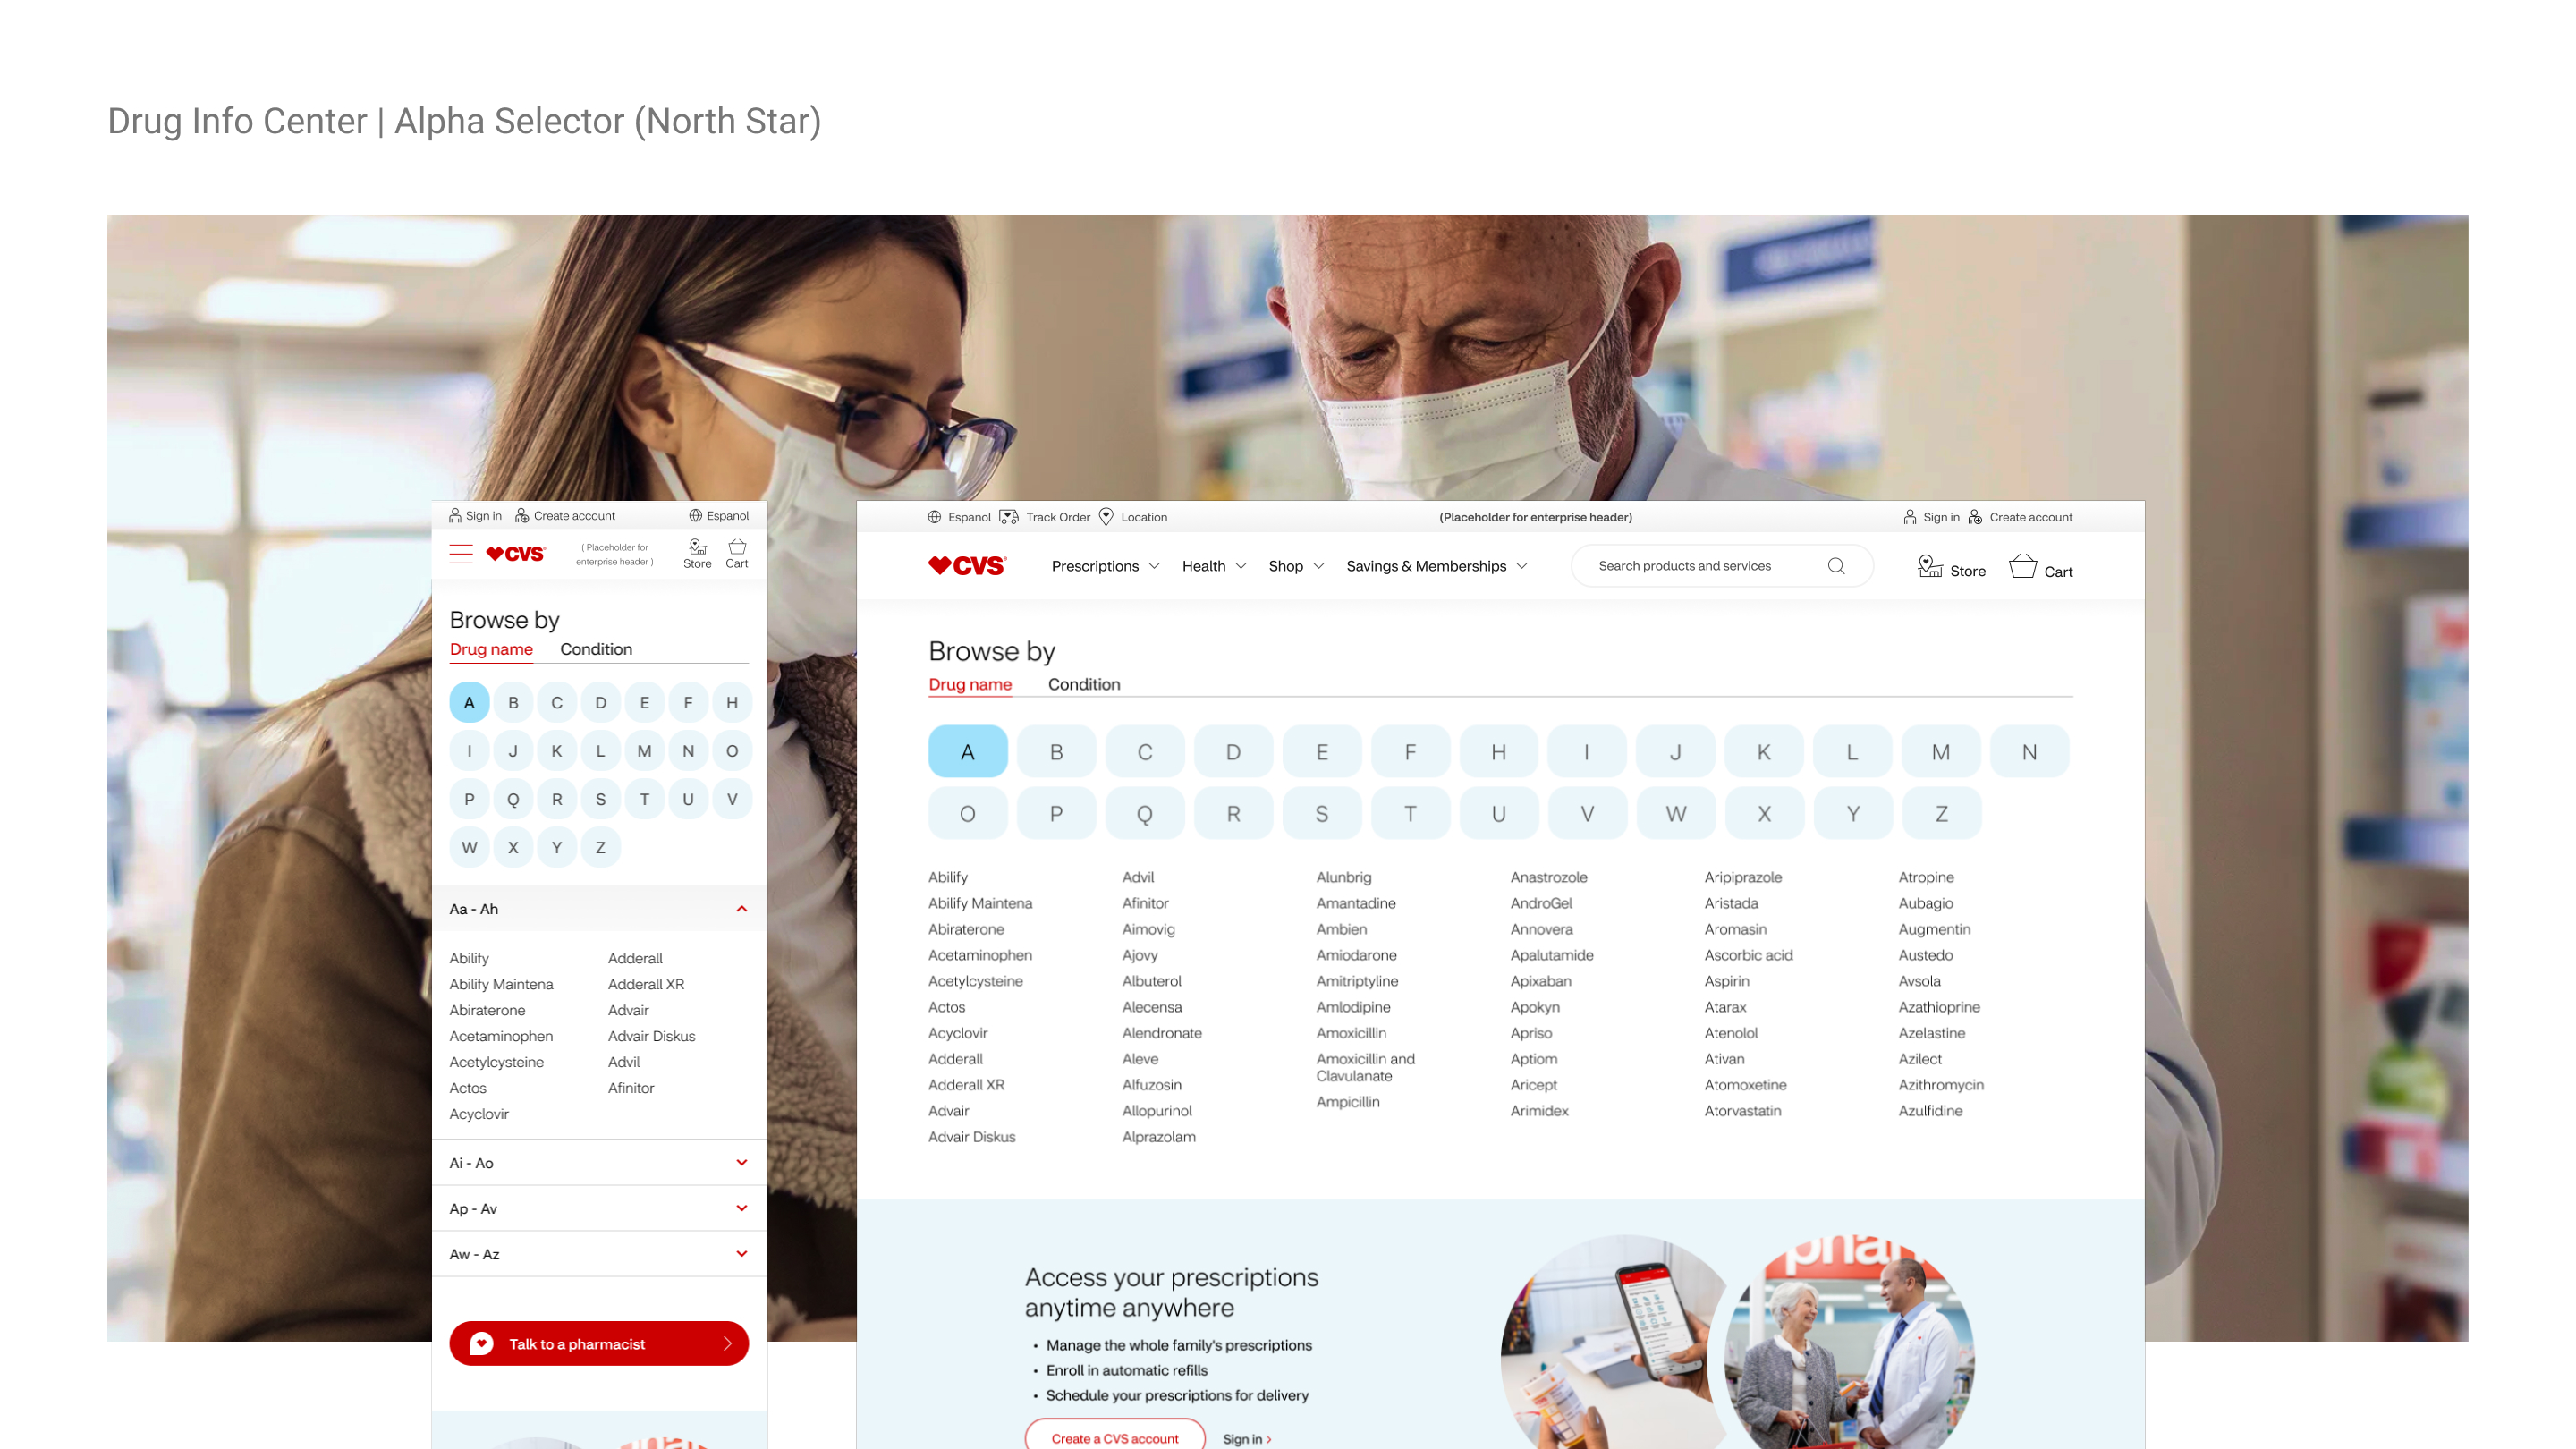 Drug Info Center | Alpha Selector (North Star)
Sign in
Create account
Espanol
CVS
( Placeholder for
enterprise header )
Store
Cart
Browse by
Drug name
Condition
A B C D E F H
I J K L M N O
P Q R S T U V
W X Y Z
Aa - Ah
Abilify
Abilify Maintena
Abiraterone
Acetaminophen
Acetylcysteine
Actos
Acyclovir
Adderall
Adderall XR
Advair
Advair Diskus
Advil
Afinitor
Ai - Ao
Ap - Av
Aw - Az
Talk to a pharmacist
Espanol
Track Order
Location
(Placeholder for enterprise header)
Sign in
Create account
CVS
Prescriptions
Health
Shop
Savings & Memberships
Search products and services
Store
Cart
Browse by
Drug name
Condition
A B C D E F H I J K L M N
O P Q R S T U V W X Y Z
Abilify
Abilify Maintena
Abiraterone
Acetaminophen
Acetylcysteine
Actos
Acyclovir
Adderall
Adderall XR
Advair
Advair Diskus
Advil
Afinitor
Aimovig
Ajovy
Albuterol
Alecensa
Alendronate
Aleve
Alfuzosin
Allopurinol
Alprazolam
Alunbrig
Amantadine
Ambien
Amiodarone
Amitriptyline
Amlodipine
Amoxicillin
Amoxicillin and
Clavulanate
Ampicillin
Anastrozole
AndroGel
Annovera
Apalutamide
Apixaban
Apokyn
Apriso
Aptiom
Aricept
Arimidex
Aripiprazole
Aristada
Aromasin
Ascorbic acid
Aspirin
Atarax
Atenolol
Ativan
Atomoxetine
Atorvastatin
Atropine
Aubagio
Augmentin
Austedo
Avsola
Azathioprine
Azelastine
Azilect
Azithromycin
Azulfidine
Access your prescriptions
anytime anywhere
• Manage the whole family's prescriptions
• Enroll in automatic refills
• Schedule your prescriptions for delivery
Create a CVS account
Sign in